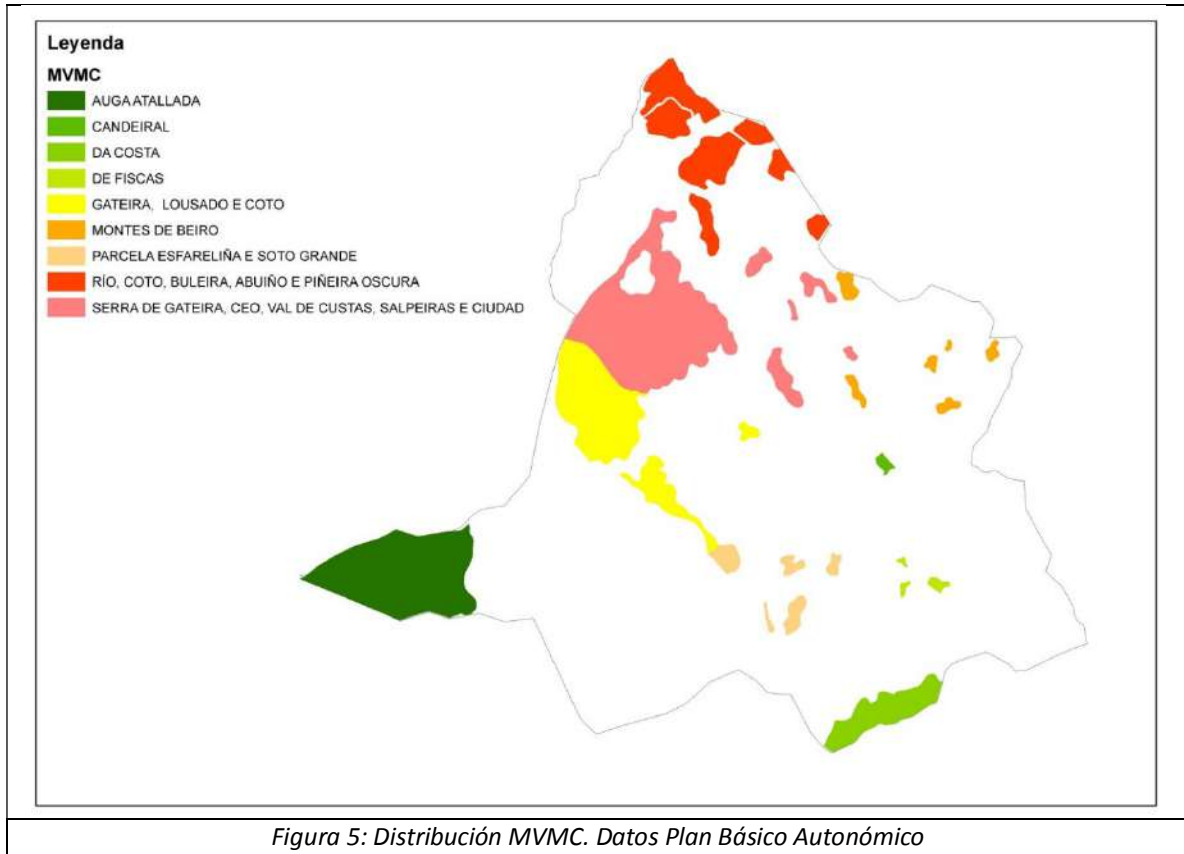 Leyenda
MVMC
AUGA ATALLADA
CANDEIRAL
DA COSTA
DE FISCAS
GATEIRA, LOUSADO E COTO
MONTES DE BEIRO
PARCELA ESFARELIÑA E SOTO GRANDE
RÍO, COTO, BULEIRA, ABUIÑO E PIÑEIRA OSCURA
SERRA DE GATEIRA, CEO, VAL DE CUSTAS, SALPEIRAS E CIUDAD
Figura 5: Distribución MVMC. Datos Plan Básico Autonómico